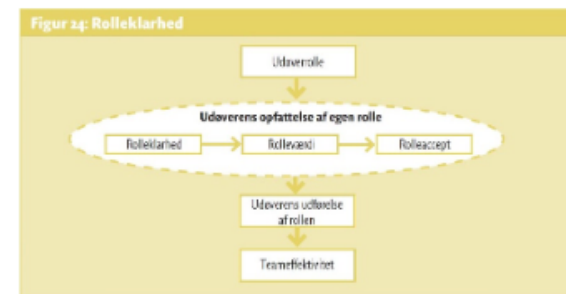 Figur 24: Rolleklarhed
Udøverrolle
Udøverens opfattelse af egen rolle
Rolleklarhed
Rolleværdi
Rolleaccept
Udøverens udførelse
af rollen
Teameffektivitet